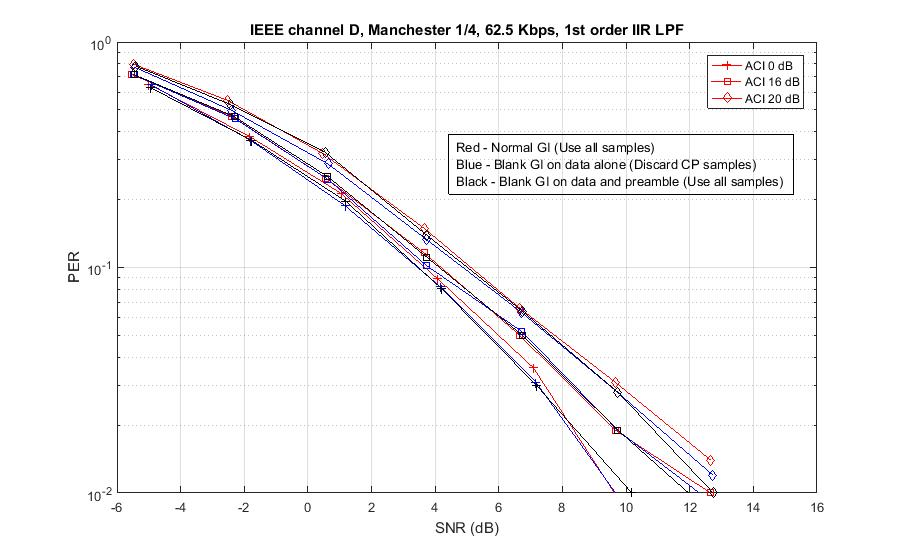 IEEE channel D, Manchester 1/4, 62.5 Kbps, 1st order IIR LPF
10^0
10^-1
10^-2
PER
ACI 0 dB
ACI 16 dB
ACI 20 dB
Red - Normal GI (Use all samples)
Blue - Blank GI on data alone (Discard CP samples)
Black - Blank GI on data and preamble (Use all samples)
-6 -4 -2 0 2 4 6 8 10 12 14 16
SNR (dB)